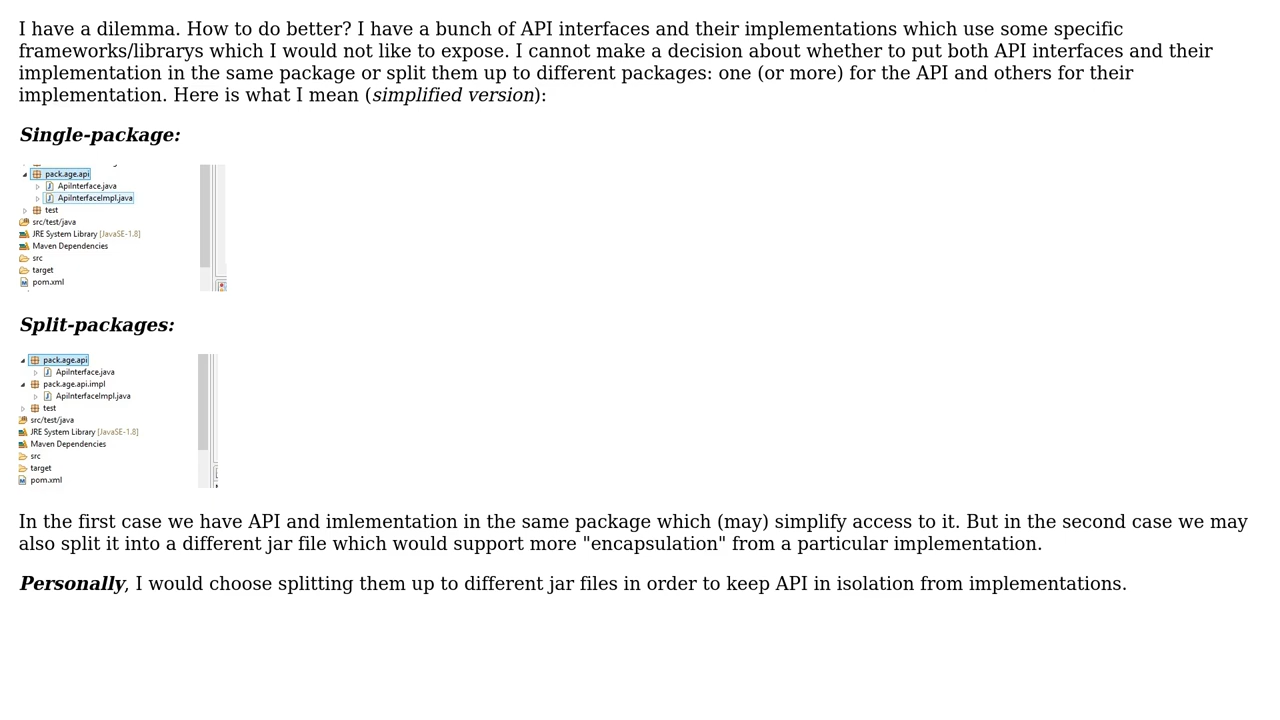 I have a dilemma. How to do better? I have a bunch of API interfaces and their implementations which use some specific
frameworks/librarys which I would not like to expose. I cannot make a decision about whether to put both API interfaces and their
implementation in the same package or split them up to different packages: one (or more) for the API and others for their
implementation. Here is what I mean (simplified version):
Single-package:
pack.age.api
ApiInterface.java
ApiInterfaceImpl.java
test
src/test/java
JRE System Library [JavaSE-1.8]
Maven Dependencies
src
target
pom.xml
Split-packages:
pack.age.api
ApiInterface.java
pack.age.api.impl
ApiInterfaceImpl.java
test
src/test/java
JRE System Library [JavaSE-1.8]
Maven Dependencies
src
target
pom.xml
In the first case we have API and imlementation in the same package which (may) simplify access to it. But in the second case we may
also split it into a different jar file which would support more "encapsulation" from a particular implementation.
Personally, I would choose splitting them up to different jar files in order to keep API in isolation from implementations.